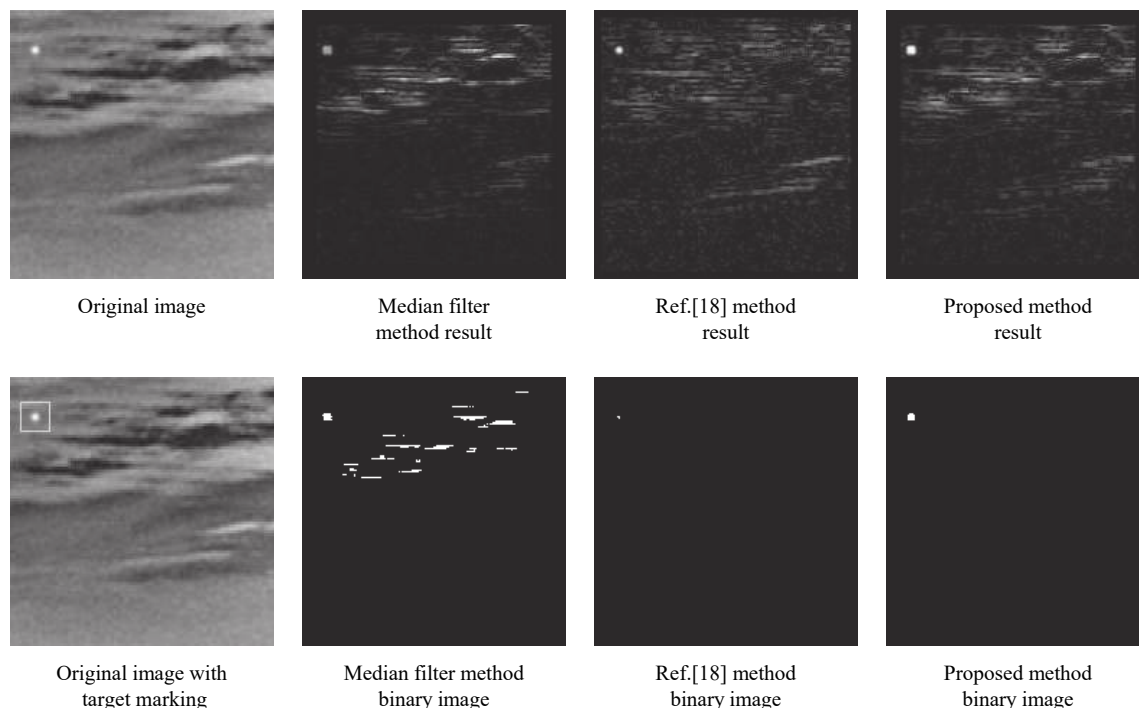 Original image
Median filter
method result
Ref.[18] method
result
Proposed method
result
Original image with
target marking
Median filter method
binary image
Ref.[18] method
binary image
Proposed method
binary image